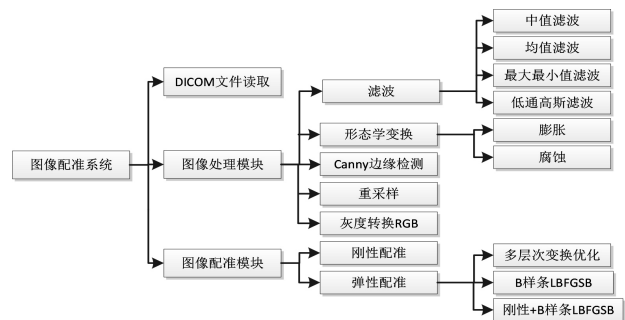 图像配准系统
DICOM文件读取
图像处理模块
图像配准模块
滤波
形态学变换
Canny边缘检测
重采样
灰度转换RGB
刚性配准
弹性配准
中值滤波
均值滤波
最大最小值滤波
低通高斯滤波
膨胀
腐蚀
多层次变换优化
B样条LBFGSB
刚性+B样条LBFGSB